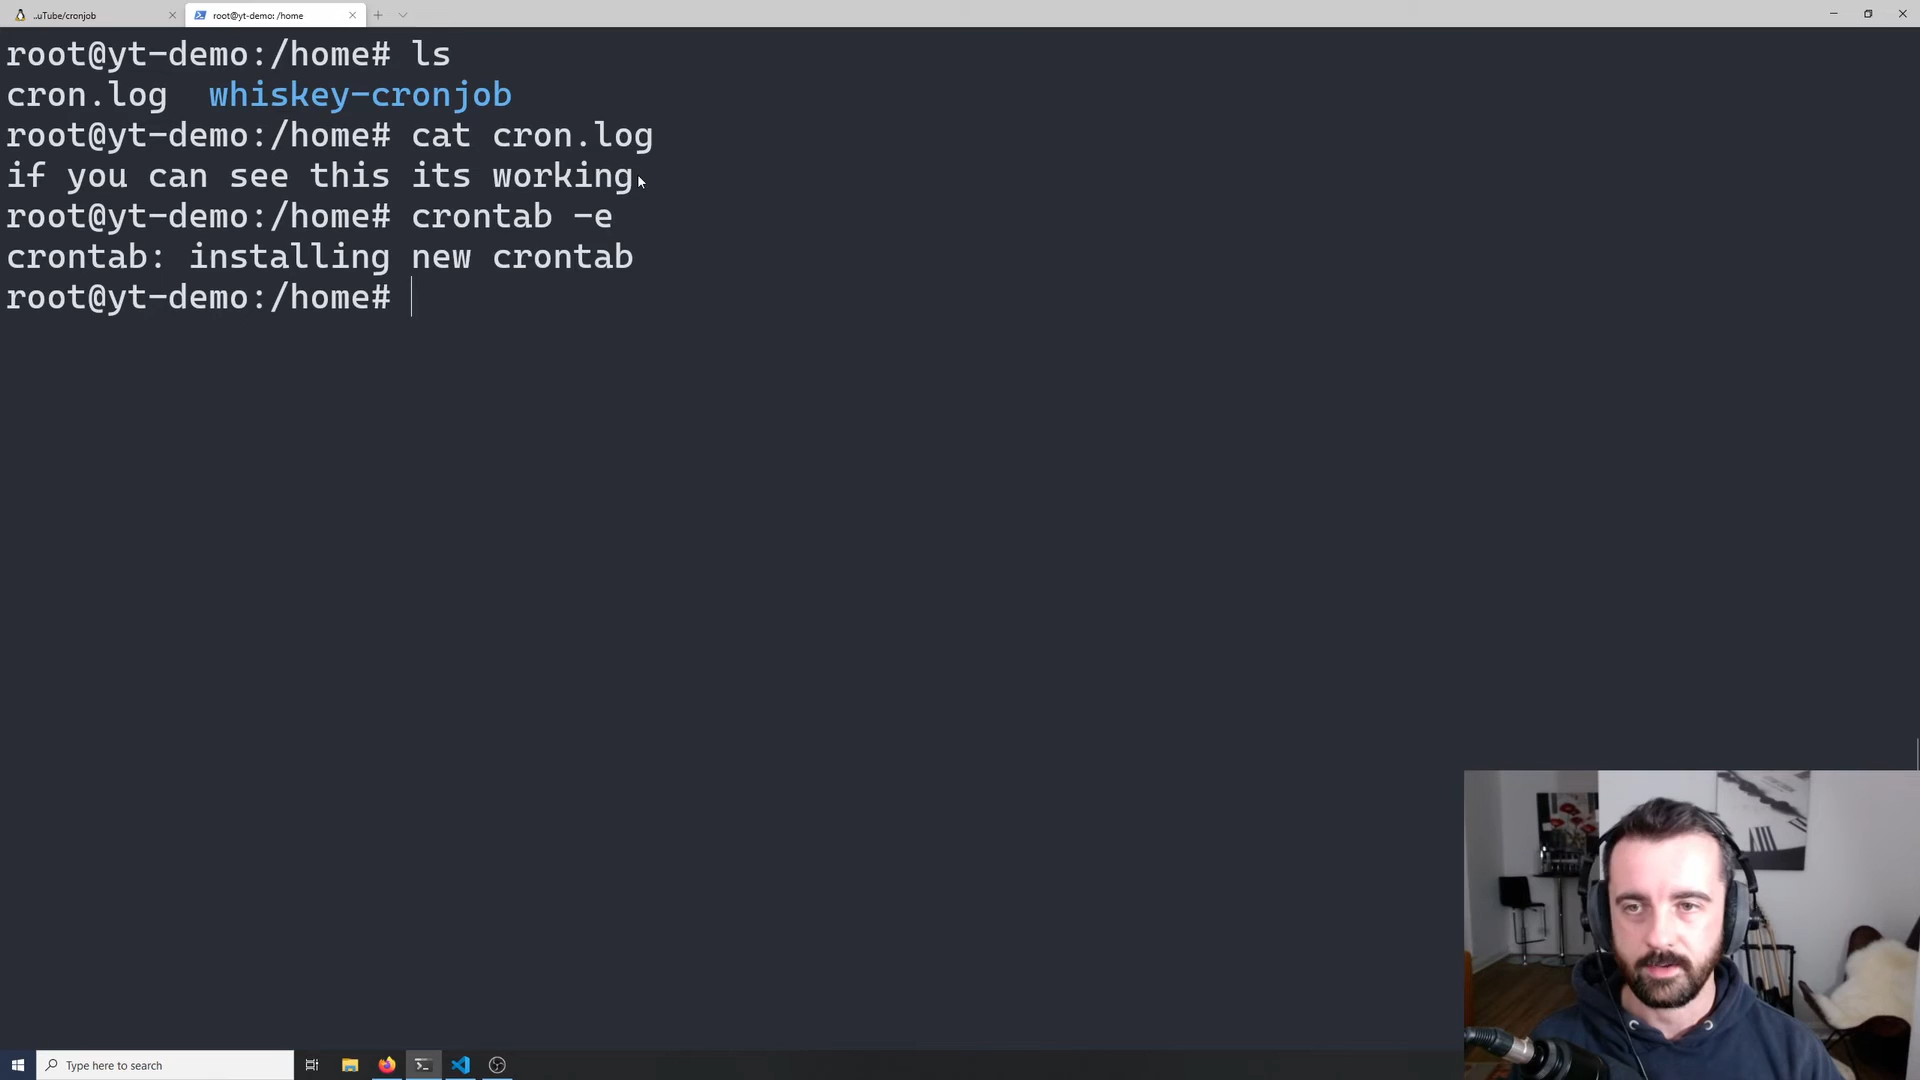 ..uTube/cronjob
root@yt-demo: /home
root@yt-demo:/home# ls
cron.log  whiskey-cronjob
root@yt-demo:/home# cat cron.log
if you can see this its working
root@yt-demo:/home# crontab -e
crontab: installing new crontab
root@yt-demo:/home#
Type here to search